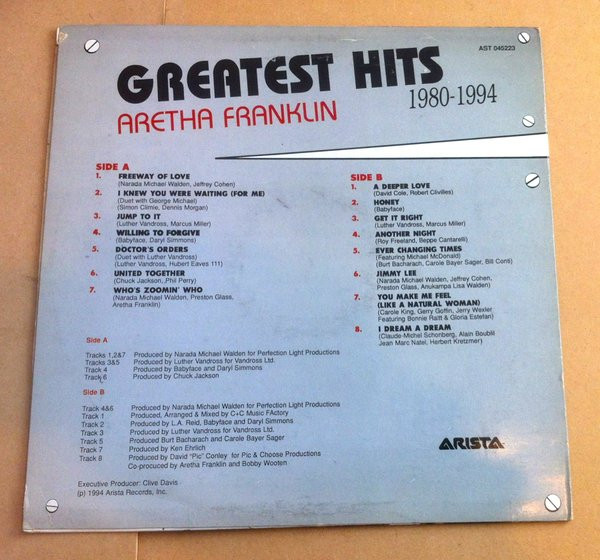 AST 040223
GREATEST HITS
1980-1994
ARETHA FRANKLIN
SIDE A
1. FREEWAY OF LOVE
(Narada Michael Walden, Jeffrey Cohen)
2. I KNEW YOU WERE WAITING (FOR ME)
(Duet with George Michael)
(Simon Climie, Dennis Morgan)
3. JUMP TO IT
(Luther Vandross, Marcus Miller)
4. WILLING TO FORGIVE
(Babyface, Daryl Simmons)
5. DOCTOR'S ORDERS
(Duet with Luther Vandross)
(Luther Vandross, Hubert Eaves 111)
6. UNITED TOGETHER
(Chuck Jackson, Phil Perry)
7. WHO'S ZOOMIN' WHO
(Narada Michael Walden, Preston Glass,
Aretha Franklin)
SIDE B
1. A DEEPER LOVE
(David Cole, Robert Clivilles)
2. HONEY
(Babyface)
3. GET IT RIGHT
(Luther Vandross, Marcus Miller)
4. ANOTHER NIGHT
(Roy Freeland, Beppe Cantarelli)
5. EVER CHANGING TIMES
(Featuring Michael McDonald)
(Burt Bacharach, Carole Bayer Sager, Bill Conti)
6. JIMMY LEE
(Narada Michael Walden, Jeffrey Cohen,
Preston Glass, Anukampa Lisa Walden)
7. YOU MAKE ME FEEL
(LIKE A NATURAL WOMAN)
(Carole King, Gerry Goffin, Jerry Wexler
Featuring Bonnie Raitt & Gloria Estefan)
8. I DREAM A DREAM
(Claude-Michel Schonberg, Alain Boublil
Jean Marc Natel, Herbert Kretzmer)
Side A
Tracks 1,2&7 Produced by Narada Michael Walden for Perfection Light Productions
Tracks 3&5 Produced by Luther Vandross for Vandross Ltd.
Track 4 Produced by Babyface and Daryl Simmons
Track 6 Produced by Chuck Jackson
Side B
Track 4&6 Produced by Narada Michael Walden for Perfection Light Productions
Track 1 Produced, Arranged & Mixed by C+C Music FActory
Track 2 Produced by L.A. Reid, Babyface and Daryl Simmons
Track 3 Produced by Luther Vandross for Vandross Ltd.
Track 5 Produced Burt Bacharach and Carole Bayer Sager
Track 7 Produced by Ken Ehrlich
Track 8 Produced by David "Pic" Conley for Pic & Choose Productions
Co-procuced by Aretha Franklin and Bobby Wooten
Executive Producer: Clive Davis
(p) 1994 Arista Records, Inc.
ARISTA